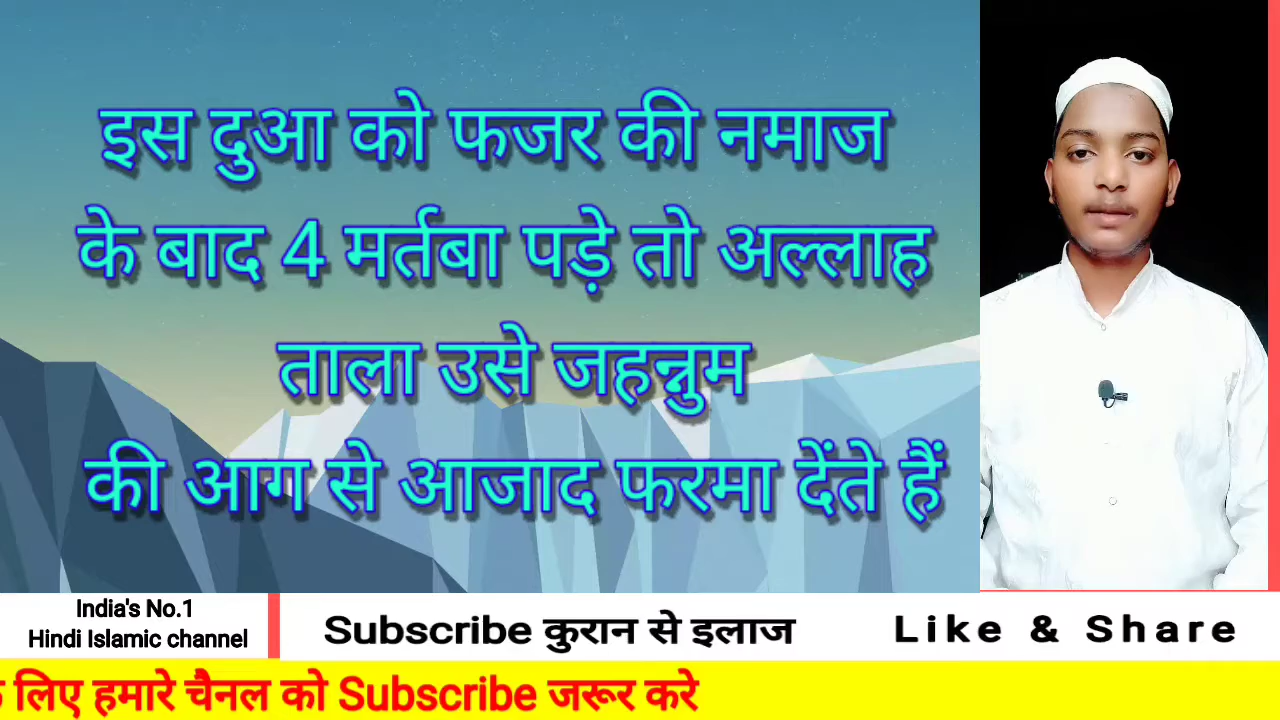 इस दुआ को फजर की नमाज
के बाद 4 मर्तबा पड़े तो अल्लाह
ताला उसे जहन्नुम
की आग से आजाद फरमा देंते हैं
India's No.1
Hindi Islamic channel
Subscribe कुरान से इलाज
Like & Share
लिए हमारे चैनल को Subscribe जरूर करे